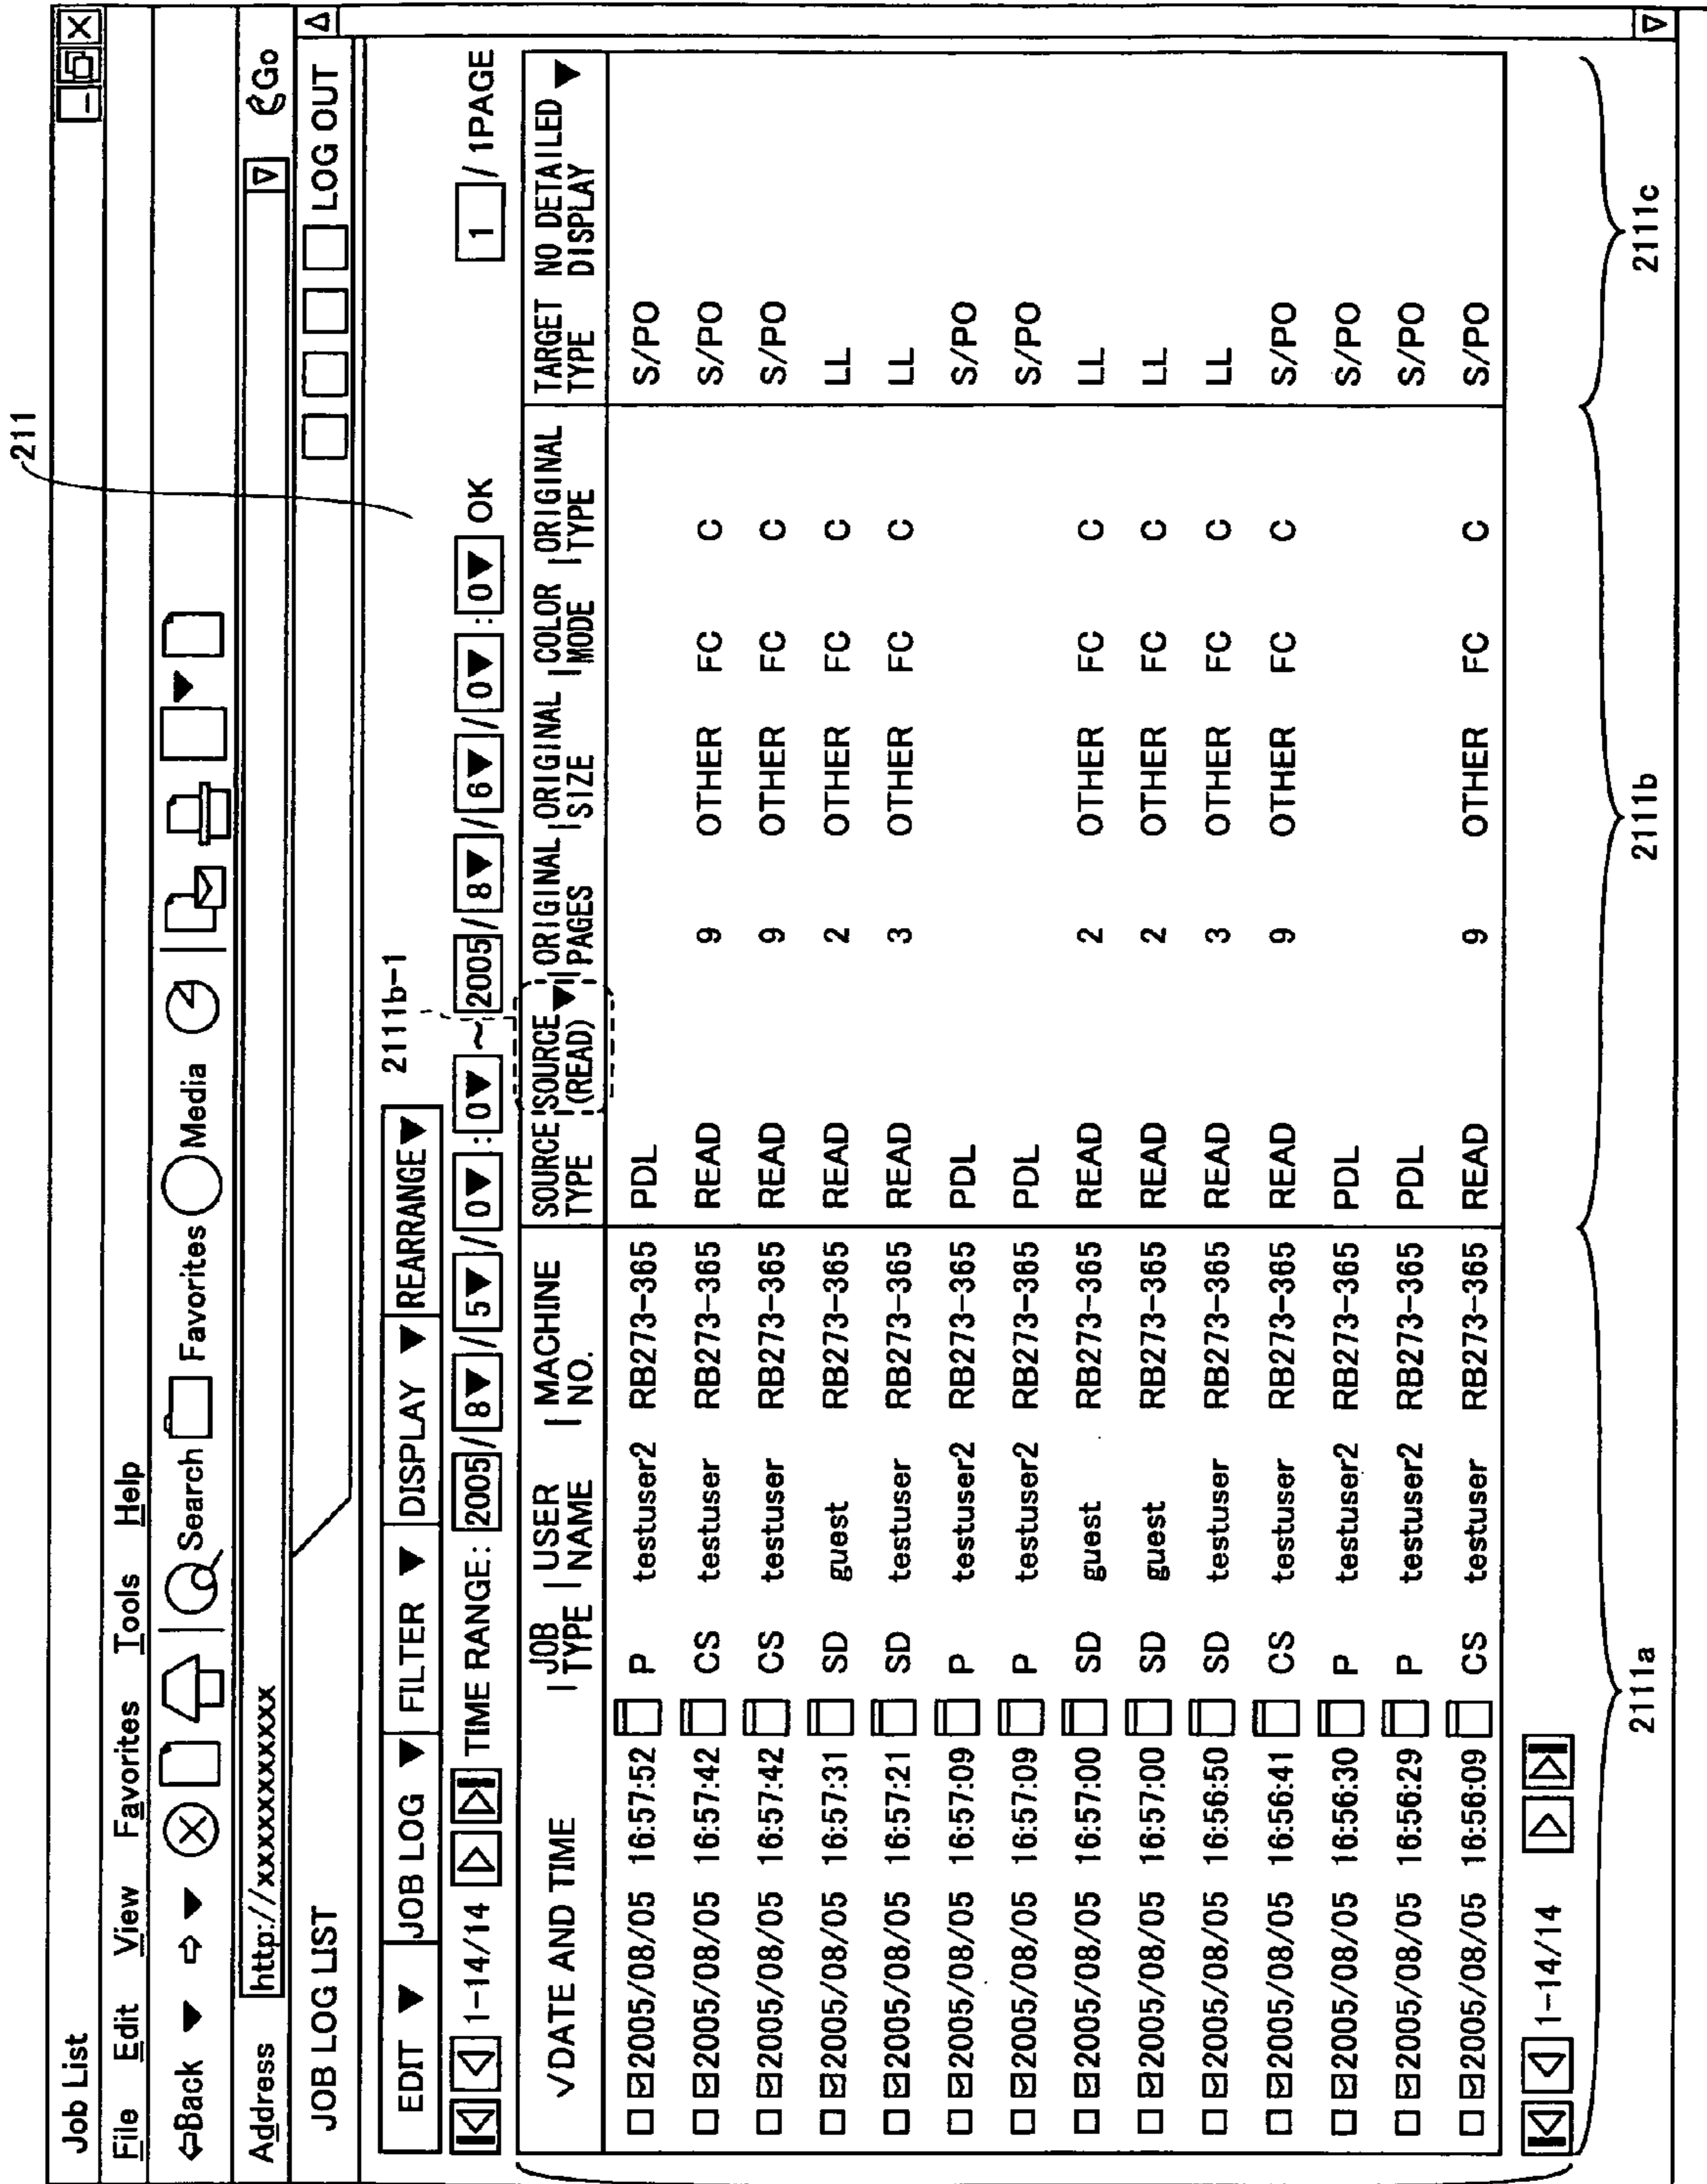 211
Job List
File Edit View Favorites Tools Help
Back Search Favorites Media
Address http://xxxxxxxxxxx Go
JOB LOG LIST LOG OUT
EDIT ▼ JOB LOG ▼ FILTER ▼ DISPLAY ▼ REARRANGE▼ 2111b-1
1-14/14 TIME RANGE: 2005/ 8▼ / 5▼ / 0▼ : 0▼ ~ 2005/ 8▼ / 6▼ / 0▼ : 0▼ OK 1 / 1PAGE
√DATE AND TIME | JOB TYPE | USER NAME | MACHINE NO. SOURCE TYPE SOURCE (READ) ▼ | ORIGINAL PAGES | ORIGINAL SIZE | COLOR MODE | ORIGINAL TYPE TARGET TYPE NO DETAILED DISPLAY ▼
2005/08/05 16:57:52 P testuser2 RB273-365 PDL S/PO
2005/08/05 16:57:42 CS testuser RB273-365 READ 9 OTHER FC C S/PO
2005/08/05 16:57:42 CS testuser RB273-365 READ 9 OTHER FC C S/PO
2005/08/05 16:57:31 SD guest RB273-365 READ 2 OTHER FC C LL
2005/08/05 16:57:21 SD testuser RB273-365 READ 3 OTHER FC C LL
2005/08/05 16:57:09 P testuser2 RB273-365 PDL S/PO
2005/08/05 16:57:09 P testuser2 RB273-365 PDL S/PO
2005/08/05 16:57:00 SD guest RB273-365 READ 2 OTHER FC C LL
2005/08/05 16:57:00 SD guest RB273-365 READ 2 OTHER FC C LL
2005/08/05 16:56:50 SD testuser RB273-365 READ 3 OTHER FC C LL
2005/08/05 16:56:41 CS testuser RB273-365 READ 9 OTHER FC C S/PO
2005/08/05 16:56:30 P testuser2 RB273-365 PDL S/PO
2005/08/05 16:56:29 P testuser2 RB273-365 PDL S/PO
2005/08/05 16:56:09 CS testuser RB273-365 READ 9 OTHER FC C S/PO
1-14/14
2111a 2111b 2111c